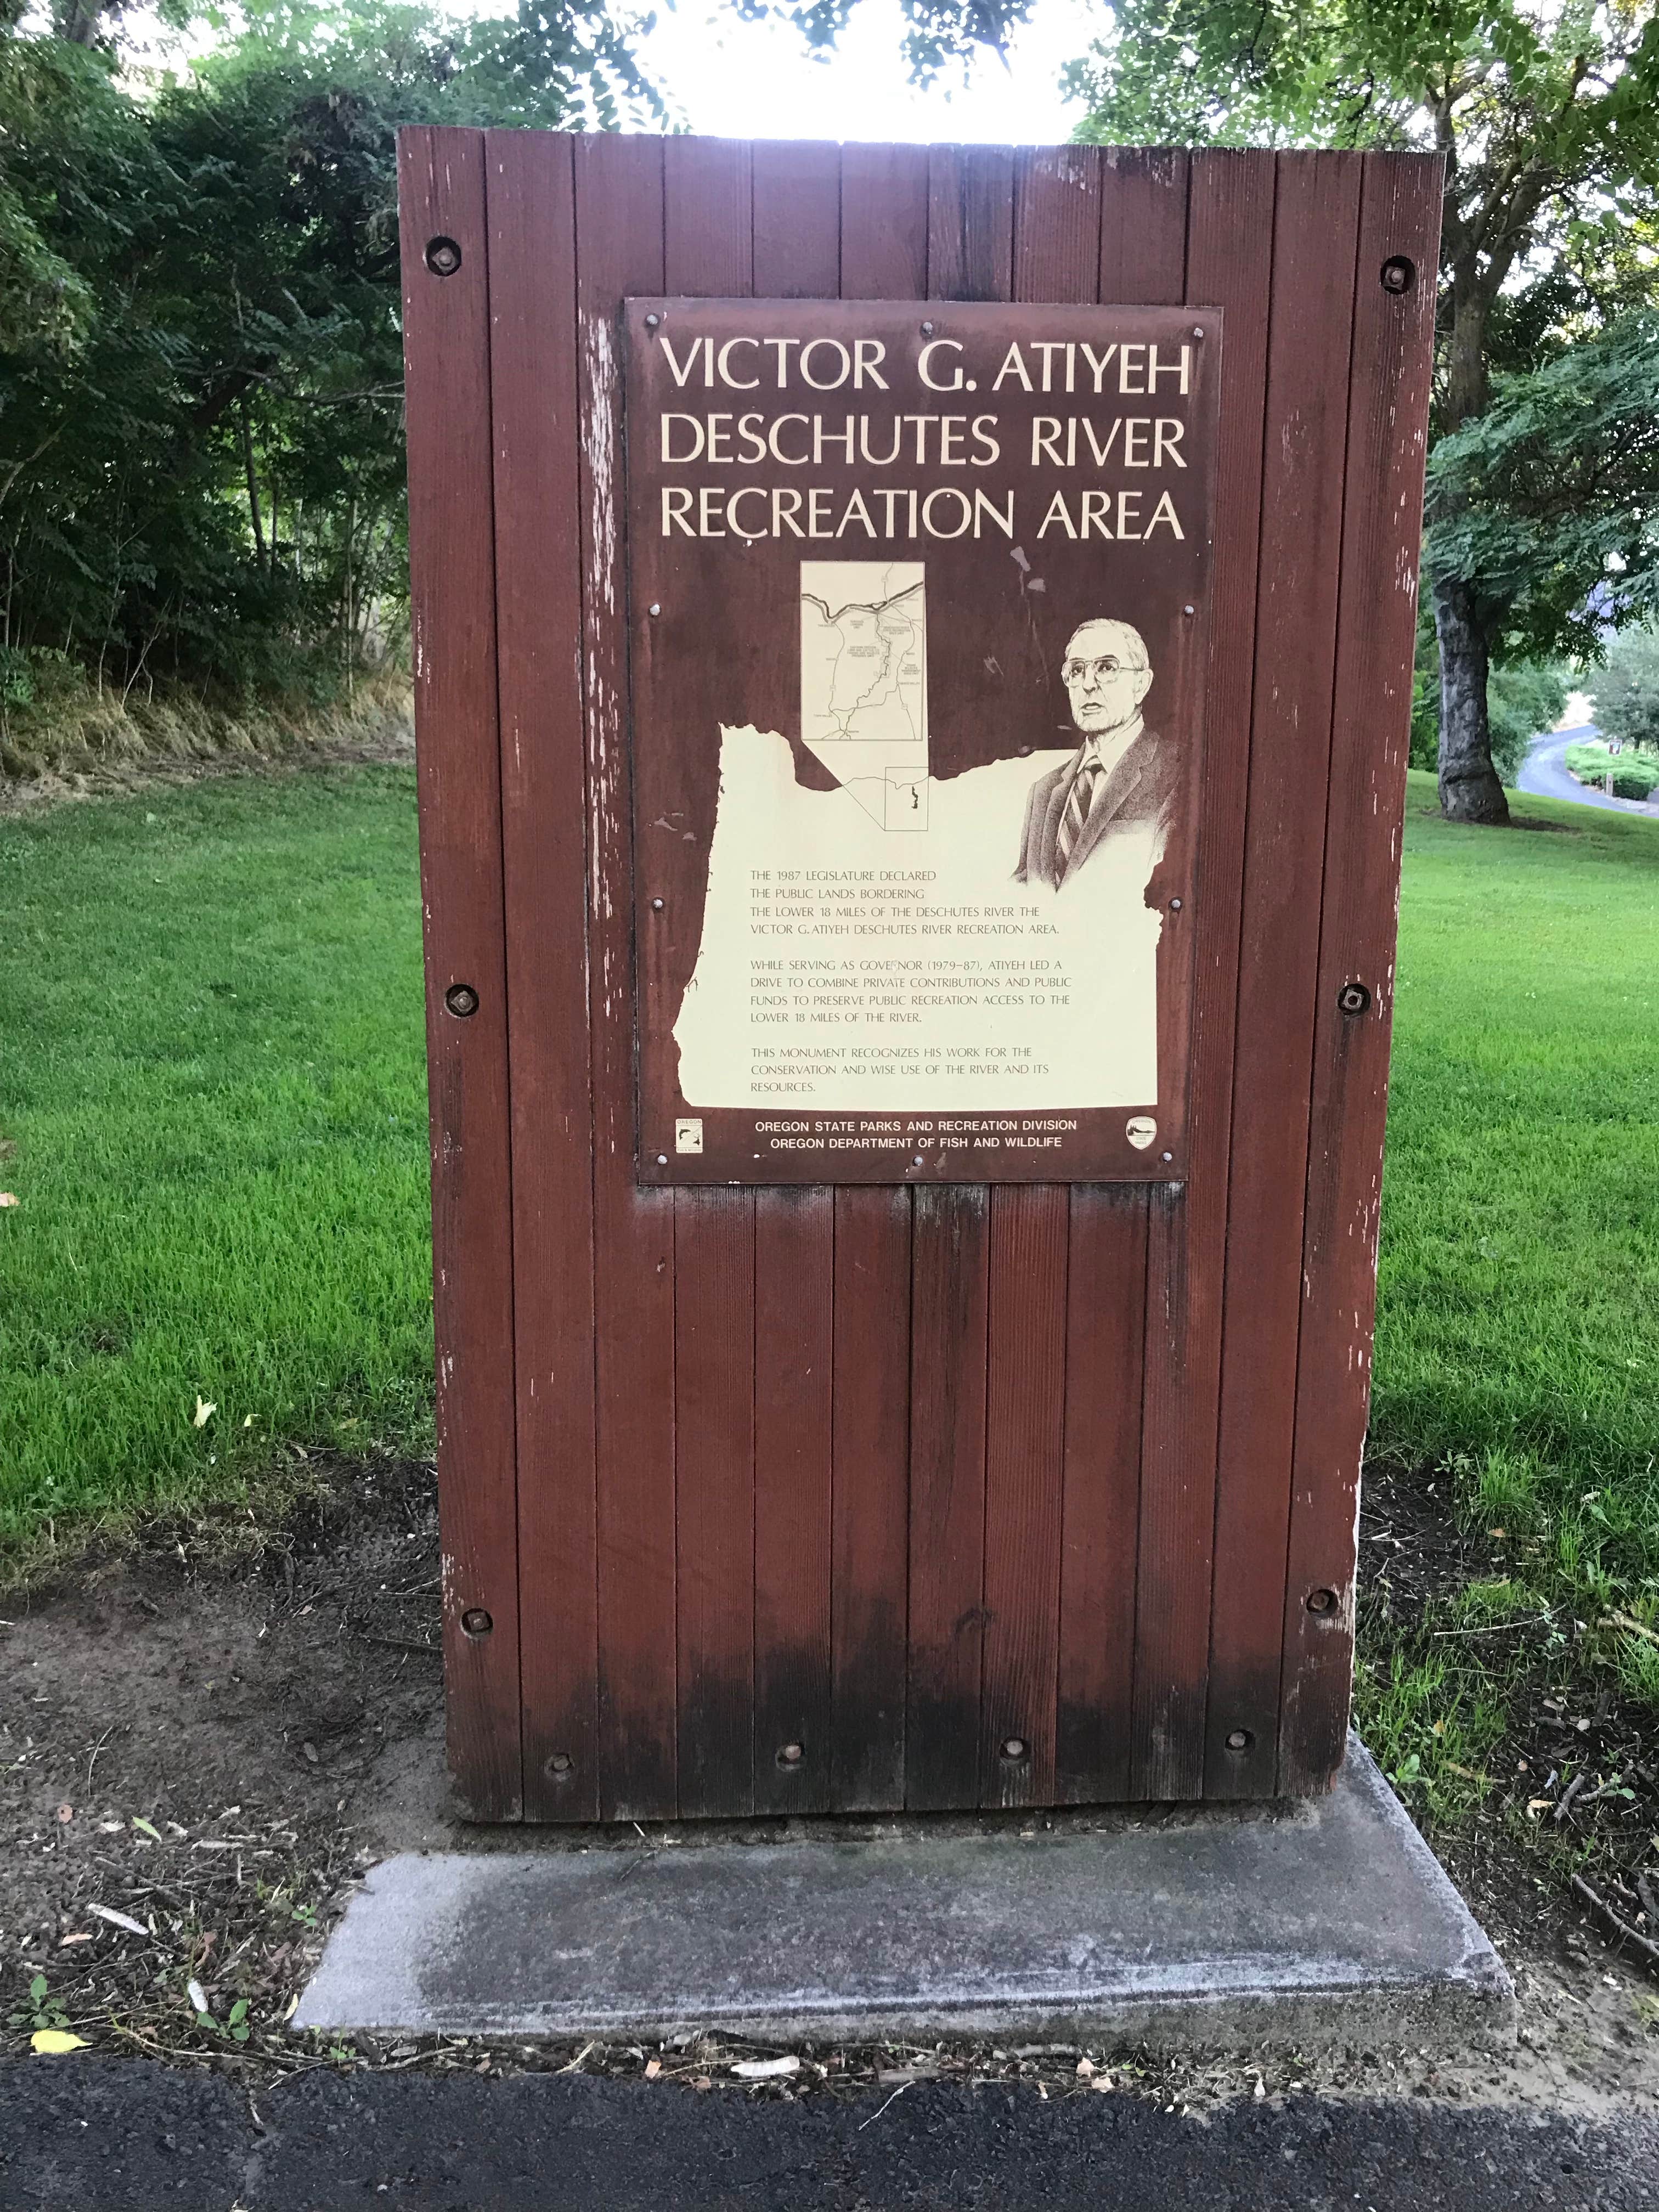 VICTOR G. ATIYEH
DESCHUTES RIVER
RECREATION AREA
THE 1987 LEGISLATURE DECLARED
THE PUBLIC LANDS BORDERING
THE LOWER 18 MILES OF THE DESCHUTES RIVER THE
VICTOR G. ATIYEH DESCHUTES RIVER RECREATION AREA.
WHILE SERVING AS GOVERNOR (1979–87), ATIYEH LED A
DRIVE TO COMBINE PRIVATE CONTRIBUTIONS AND PUBLIC
FUNDS TO PRESERVE PUBLIC RECREATION ACCESS TO THE
LOWER 18 MILES OF THE RIVER.
THIS MONUMENT RECOGNIZES HIS WORK FOR THE
CONSERVATION AND WISE USE OF THE RIVER AND ITS
RESOURCES.
OREGON
OREGON STATE PARKS AND RECREATION DIVISION
OREGON DEPARTMENT OF FISH AND WILDLIFE